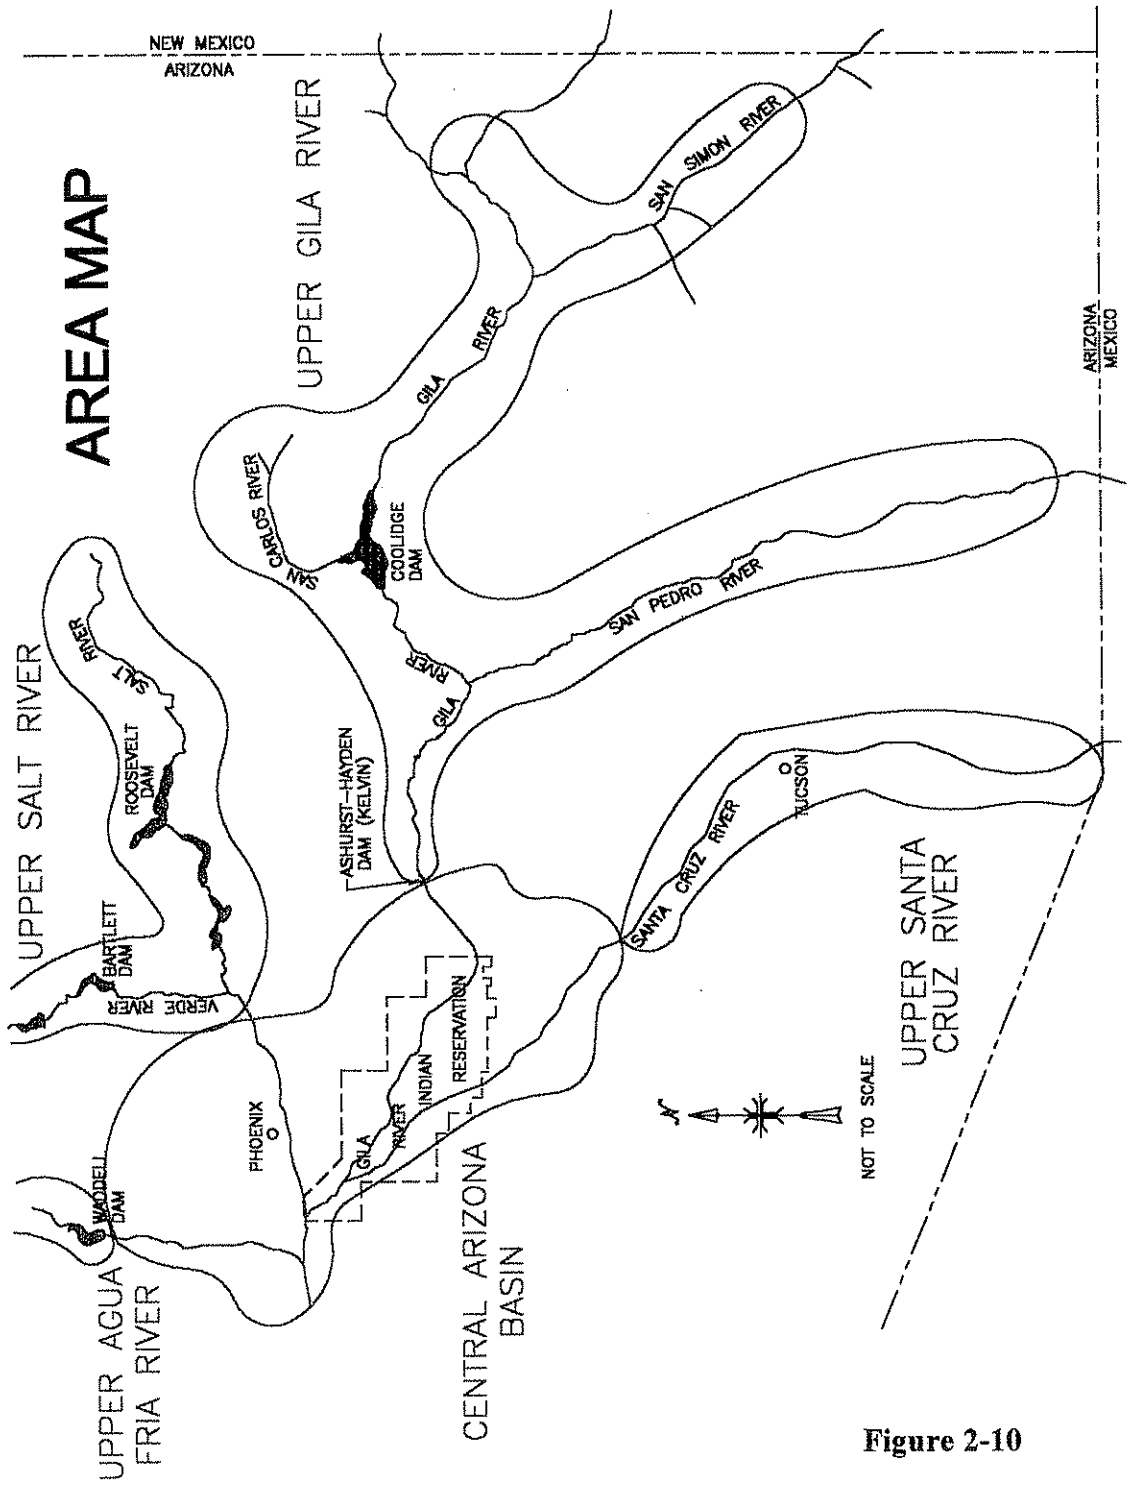 AREA MAP
NEW MEXICO
ARIZONA
UPPER GILA RIVER
UPPER SALT RIVER
UPPER AGUA
FRIA RIVER
CENTRAL ARIZONA
BASIN
UPPER SANTA
CRUZ RIVER
WADDELL
DAM
PHOENIX
VERDE RIVER
BARTLETT
DAM
ROOSEVELT
DAM
SALT RIVER
ASHURST-HAYDEN
DAM (KELVIN)
SAN CARLOS RIVER
COOLIDGE
DAM
GILA RIVER
GILA RIVER
SAN SIMON RIVER
SAN PEDRO RIVER
SANTA CRUZ RIVER
TUCSON
GILA
RIVER
INDIAN
RESERVATION
N
NOT TO SCALE
ARIZONA
MEXICO
Figure 2-10